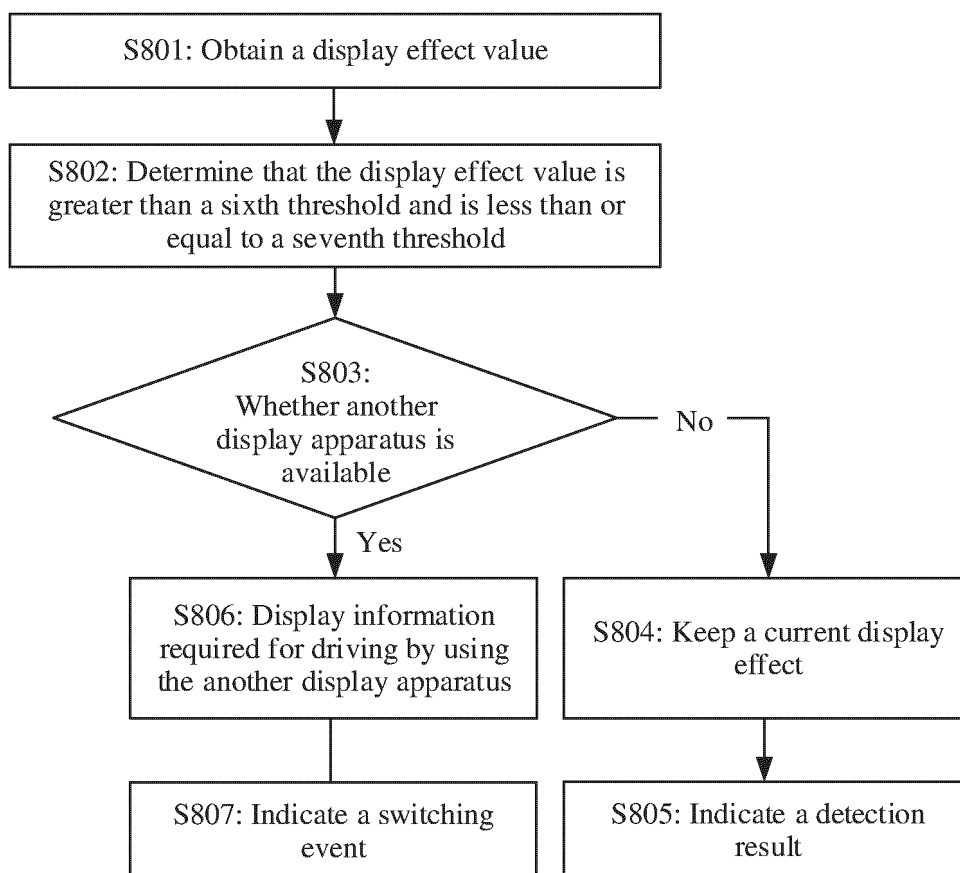 S801: Obtain a display effect value
S802: Determine that the display effect value is
greater than a sixth threshold and is less than or
equal to a seventh threshold
S803:
Whether another
display apparatus is
available
No
Yes
S806: Display information
required for driving by using
the another display apparatus
S804: Keep a current display
effect
S807: Indicate a switching
event
S805: Indicate a detection
result